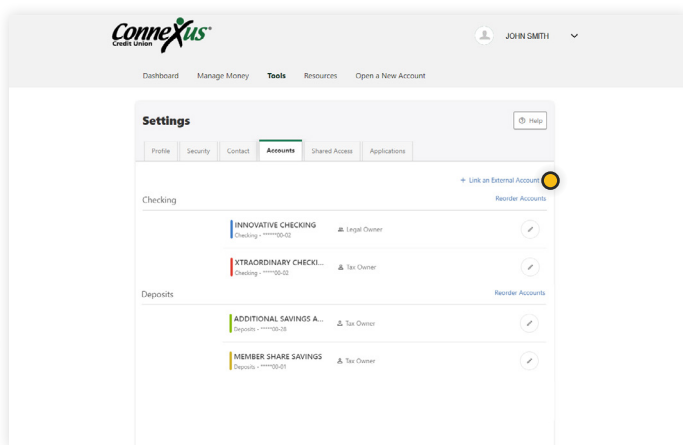 Connexus®
Credit Union
JOHN SMITH
Dashboard Manage Money Tools Resources Open a New Account
Settings
Help
Profile Security Contact Accounts Shared Access Applications
+ Link an External Account
Checking Reorder Accounts
INNOVATIVE CHECKING
Checking - *****00-02
Legal Owner
XTRAORDINARY CHECKI...
Checking - *****00-02
Tax Owner
Deposits Reorder Accounts
ADDITIONAL SAVINGS A...
Deposits - *****00-28
Tax Owner
MEMBER SHARE SAVINGS
Deposits - *****00-01
Tax Owner